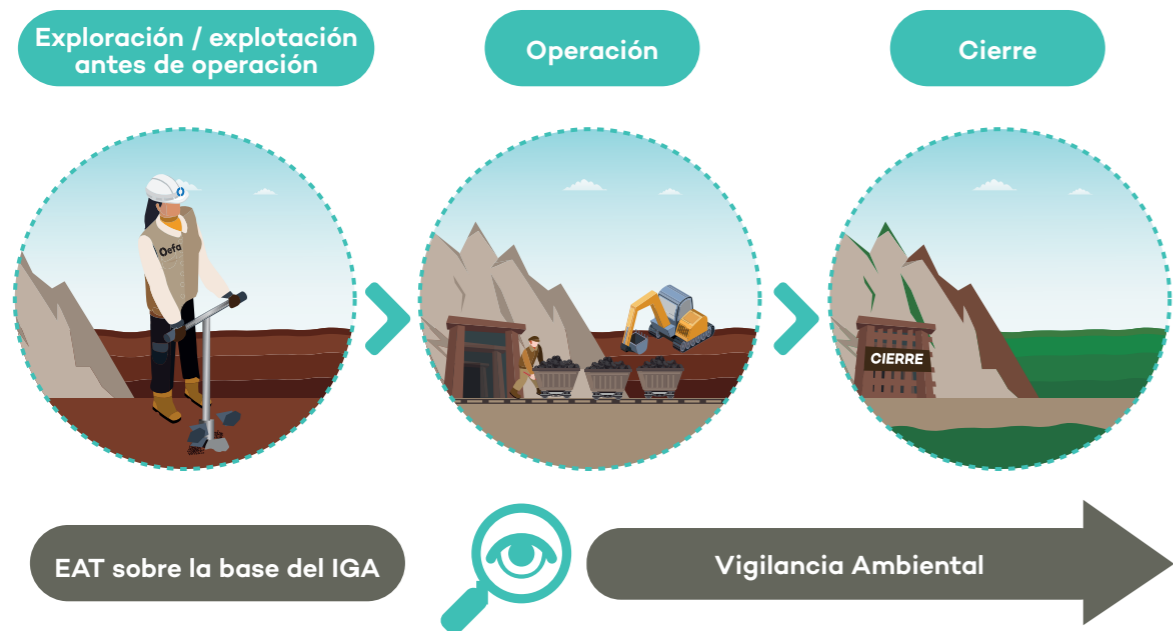 Exploración / explotación
antes de operación
Operación
Cierre
Oefa
CIERRE
EAT sobre la base del IGA
Vigilancia Ambiental